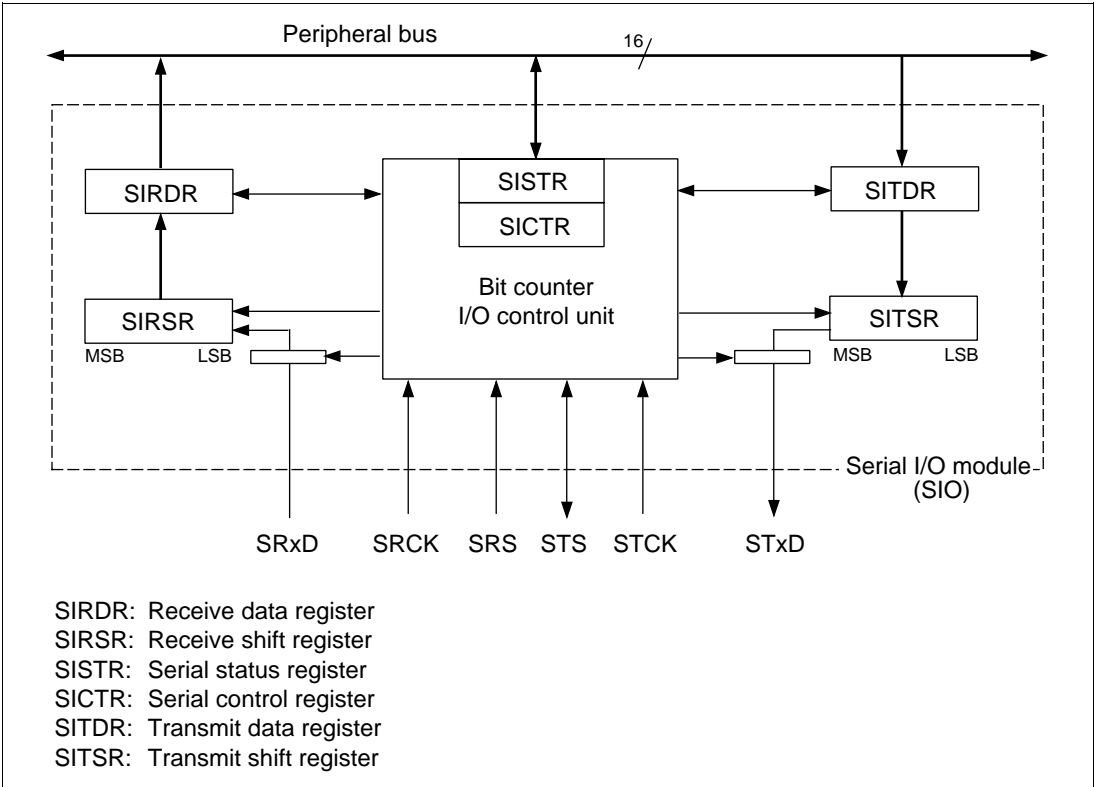 Peripheral bus
16
SIRDR
SISTR
SITDR
SICTR
Bit counter
I/O control unit
SIRSR
SITSR
MSB LSB
MSB LSB
Serial I/O module
(SIO)
SRxD SRCK SRS STS STCK STxD
SIRDR: Receive data register
SIRSR: Receive shift register
SISTR: Serial status register
SICTR: Serial control register
SITDR: Transmit data register
SITSR: Transmit shift register